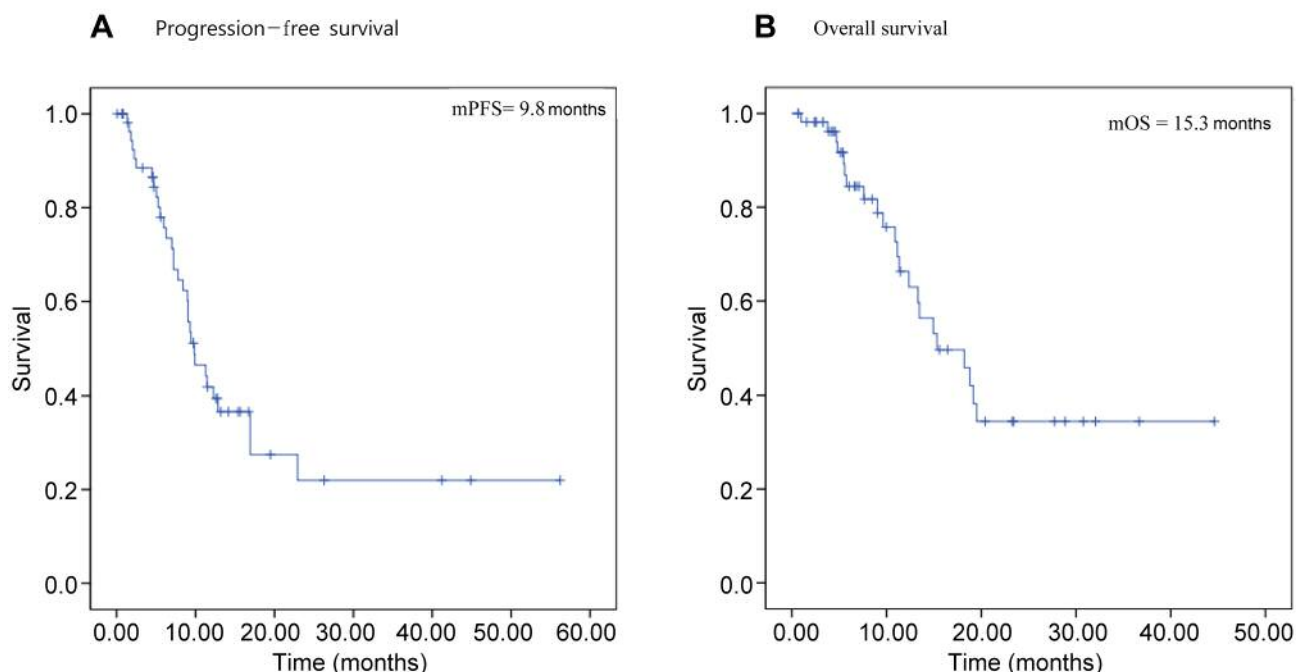 A Progression-free survival
mPFS= 9.8 months
Survival
1.0
0.8
0.6
0.4
0.2
0.0
0.00 10.00 20.00 30.00 40.00 50.00 60.00
Time (months)
B Overall survival
mOS = 15.3 months
Survival
1.0
0.8
0.6
0.4
0.2
0.0
0.00 10.00 20.00 30.00 40.00 50.00
Time (months)